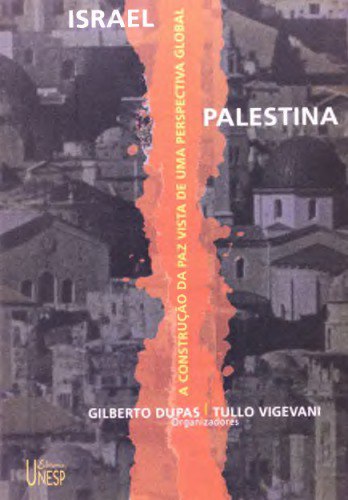 ISRAEL
PALESTINA
A CONSTRUÇÃO DA PAZ VISTA DE UMA PERSPECTIVA GLOBAL
GILBERTO DUPAS | TULLO VIGEVANI
Organizadores
Editora
UNESP